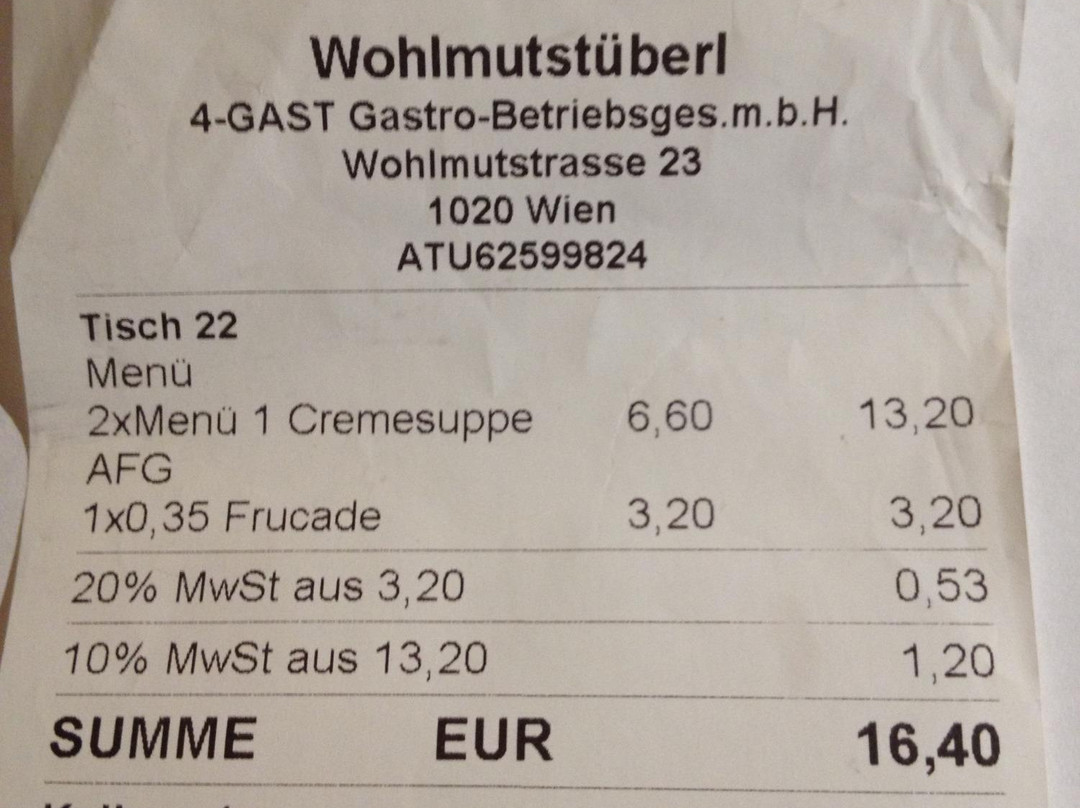 Wohlmutstüberl
4-GAST Gastro-Betriebsges.m.b.H.
Wohlmutstrasse 23
1020 Wien
ATU62599824
Tisch 22
Menü
2xMenü 1 Cremesuppe 6,60 13,20
AFG
1x0,35 Frucade 3,20 3,20
20% MwSt aus 3,20 0,53
10% MwSt aus 13,20 1,20
SUMME EUR 16,40